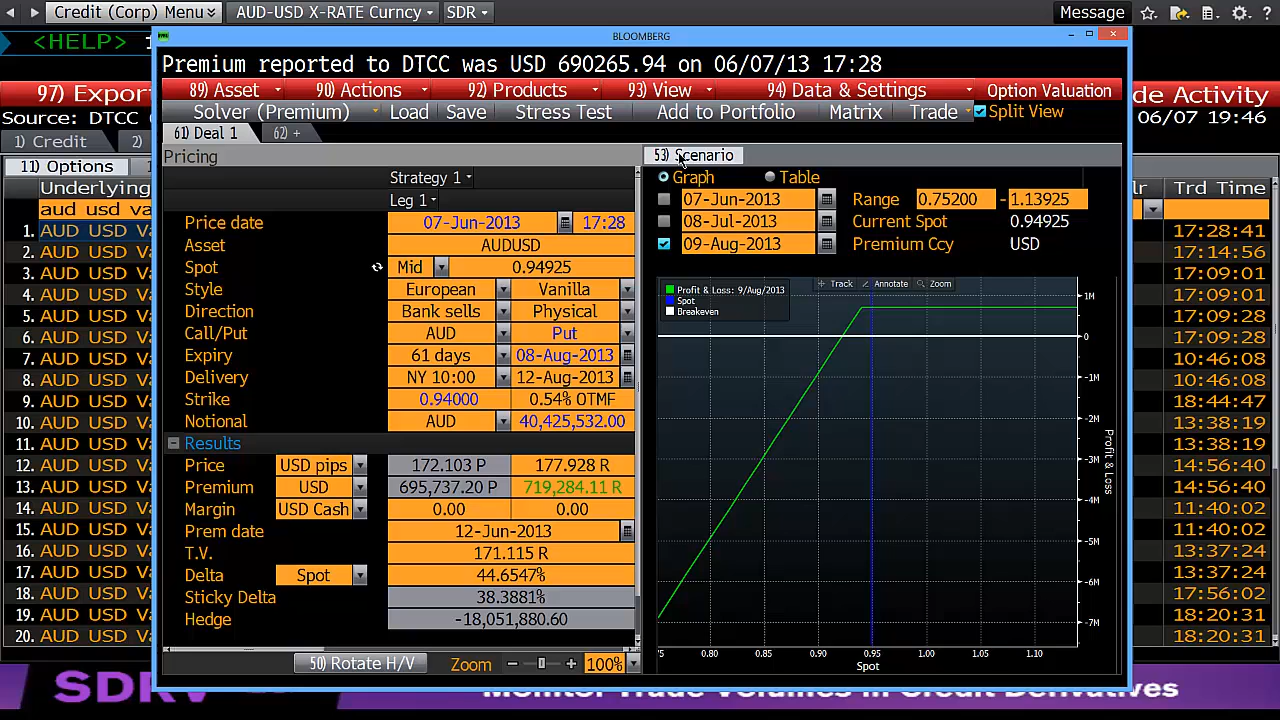 Credit (Corp) Menu
AUD-USD X-RATE Curncy
SDR
Message
?
<HELP>
BLOOMBERG
Premium reported to DTCC was USD 690265.94 on 06/07/13 17:28
97) Export
89) Asset
90) Actions
92) Products
93) View
94) Data & Settings
Option Valuation
de Activity
Source: DTCC
Solver (Premium)
Load
Save
Stress Test
Add to Portfolio
Matrix
Trade
Split View
06/07 19:46
1) Credit
2)
61) Deal 1
62) +
11) Options
Pricing
53) Scenario
Underlying
Trd Time
aud usd va
Strategy 1
Leg 1
Graph
Table
Price date
07-Jun-2013
17:28
Asset
AUDUSD
Spot
Mid
0.94925
Style
European
Vanilla
Direction
Bank sells
Physical
Call/Put
AUD
Put
Expiry
61 days
08-Aug-2013
Delivery
NY 10:00
12-Aug-2013
Strike
0.94000
0.54% OTMF
Notional
AUD
40,425,532.00
Results
Price
USD pips
172.103 P
177.928 R
Premium
USD
695,737.20 P
719,284.11 R
Margin
USD Cash
0.00
0.00
Prem date
12-Jun-2013
T.V.
171.115 R
Delta
Spot
44.6547%
Sticky Delta
38.3881%
Hedge
-18,051,880.60
50) Rotate H/V
Zoom
100%
07-Jun-2013
Range
0.75200
-
1.13925
08-Jul-2013
Current Spot
0.94925
09-Aug-2013
Premium Ccy
USD
Profit & Loss: 9/Aug/2013
Spot
Breakeven
Track
Annotate
Zoom
1M
0
-1M
-2M
-3M
-4M
-5M
-6M
-7M
Profit & Loss
0.80
0.85
0.90
0.95
1.00
1.05
1.10
Spot
1. AUD USD Va
2. AUD USD V
3. AUD USD V
4. AUD USD V
5. AUD USD V
6. AUD USD V
7. AUD USD V
8. AUD USD V
9. AUD USD V
10. AUD USD V
11. AUD USD V
12. AUD USD V
13. AUD USD V
14. AUD USD V
15. AUD USD V
16. AUD USD V
17. AUD USD V
18. AUD USD V
19. AUD USD V
20. AUD USD Va
17:28:41
17:14:56
17:09:01
17:09:01
17:09:28
17:09:28
10:46:08
10:46:08
18:44:47
13:38:19
13:38:19
14:56:40
14:56:40
11:40:02
11:40:02
13:37:24
13:37:24
17:56:02
18:20:31
18:20:31
SDRV
Monitor Trade Volumes in Credit Derivatives